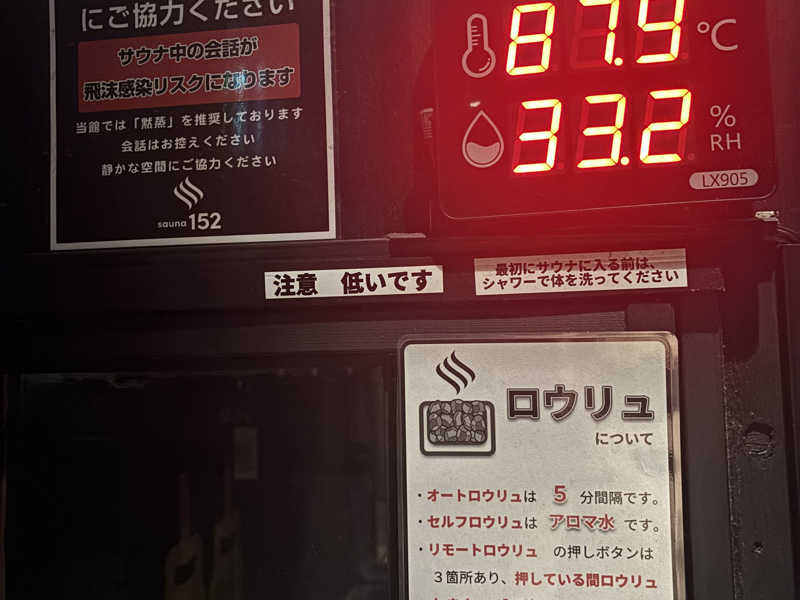 にご協力ください
サウナ中の会話が
飛沫感染リスクになります
当館では「黙蒸」を推奨しております
会話はお控えください
静かな空間にご協力ください
sauna 152
87.9 ℃
33.2 % RH
LX905
注意 低いです
最初にサウナに入る前は、
シャワーで体を洗ってください
ロウリュ
について
・オートロウリュは 5 分間隔です。
・セルフロウリュは アロマ水 です。
・リモートロウリュ の押しボタンは
３箇所あり、押している間ロウリュ